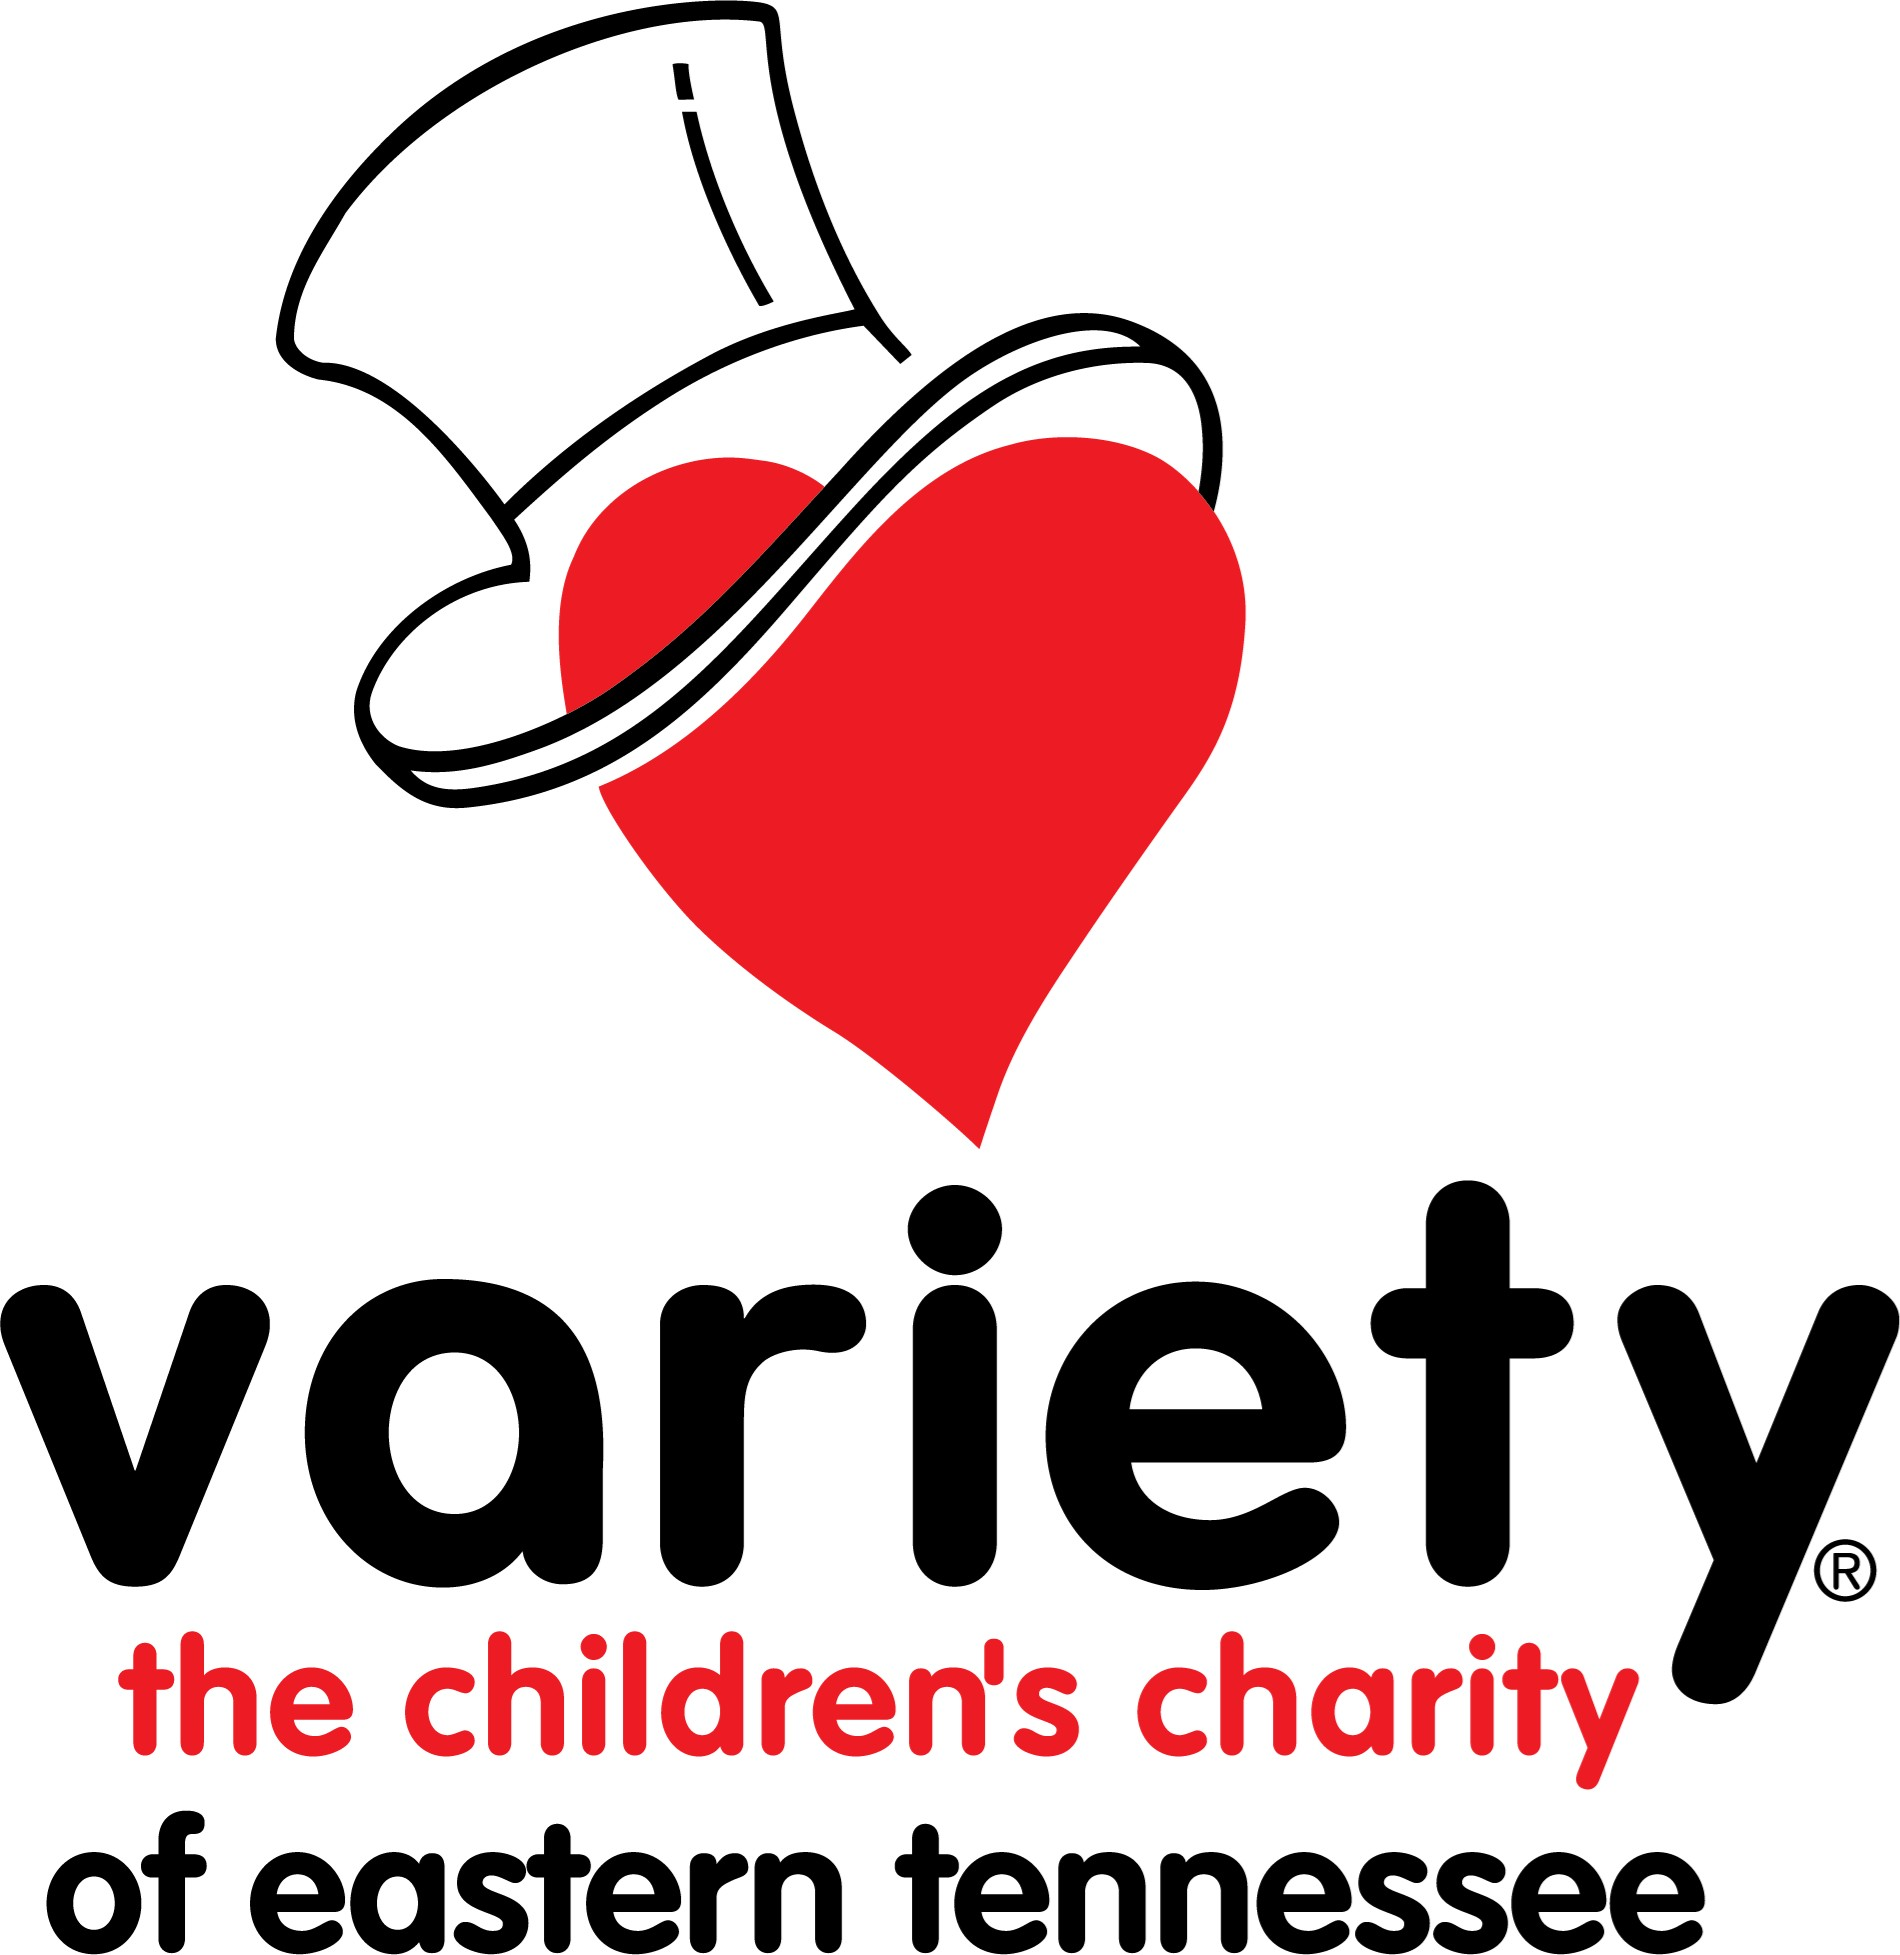 variety®
the children's charity
of eastern tennessee